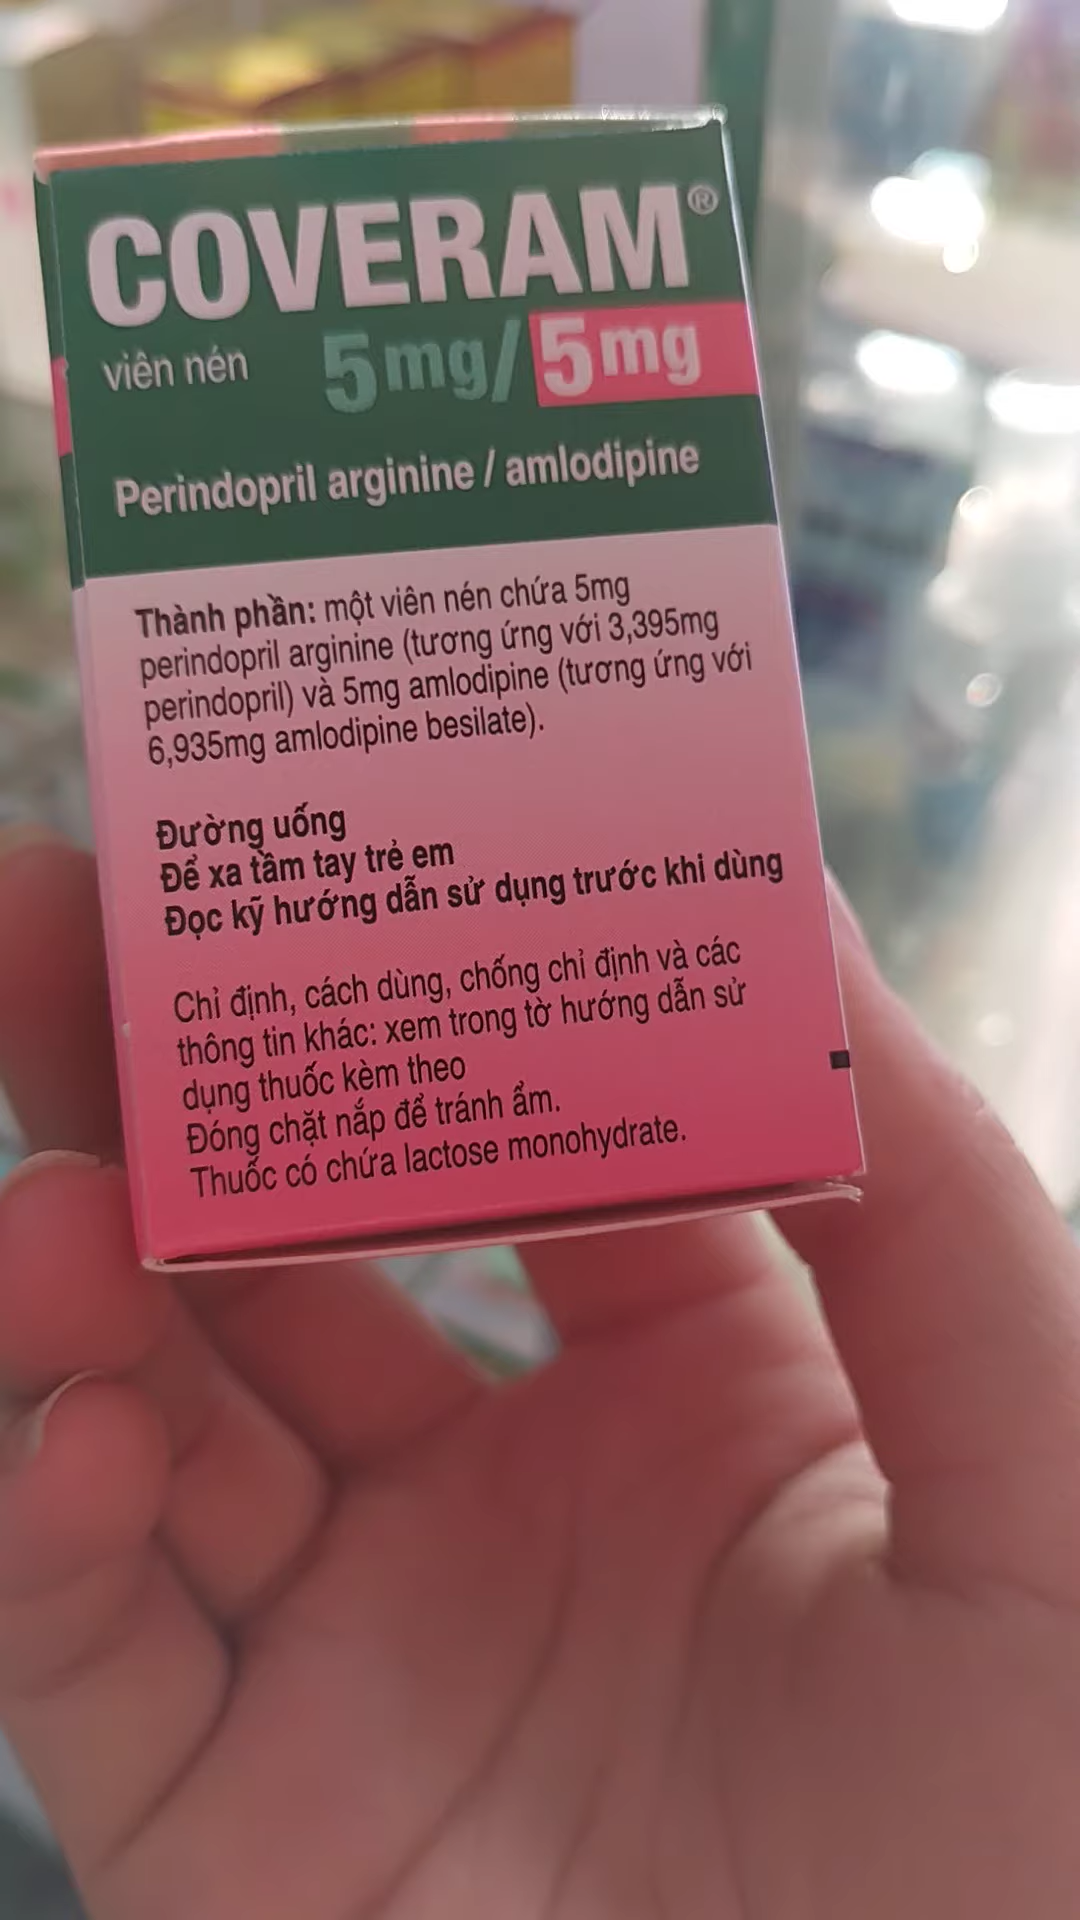 COVERAM®
viên nén 5mg/5mg
Perindopril arginine / amlodipine
Thành phần: một viên nén chứa 5mg
perindopril arginine (tương ứng với 3,395mg
perindopril) và 5mg amlodipine (tương ứng với
6,935mg amlodipine besilate).
Đường uống
Để xa tầm tay trẻ em
Đọc kỹ hướng dẫn sử dụng trước khi dùng
Chỉ định, cách dùng, chống chỉ định và các
thông tin khác: xem trong tờ hướng dẫn sử
dụng thuốc kèm theo
Đóng chặt nắp để tránh ẩm.
Thuốc có chứa lactose monohydrate.